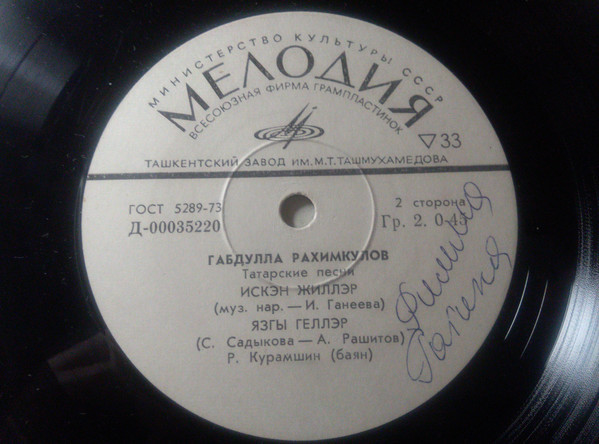 МИНИСТЕРСТВО КУЛЬТУРЫ СССР
МЕЛОДИЯ
ВСЕСОЮЗНАЯ ФИРМА ГРАМПЛАСТИНОК
▽33
ТАШКЕНТСКИЙ ЗАВОД ИМ. М.Т. ТАШМУХАМЕДОВА
ГОСТ 5289-73
2 сторона
Д-00035220
Гр. 2. 0-45
ГАБДУЛЛА РАХИМКУЛОВ
Татарские песни
ИСКЭН ЖИЛЛЭР
(муз. нар. — И. Ганеева)
ЯЗГЫ ГЕЛЛЭР
(С. Садыкова — А. Рашитов)
Р. Курамшин (баян)